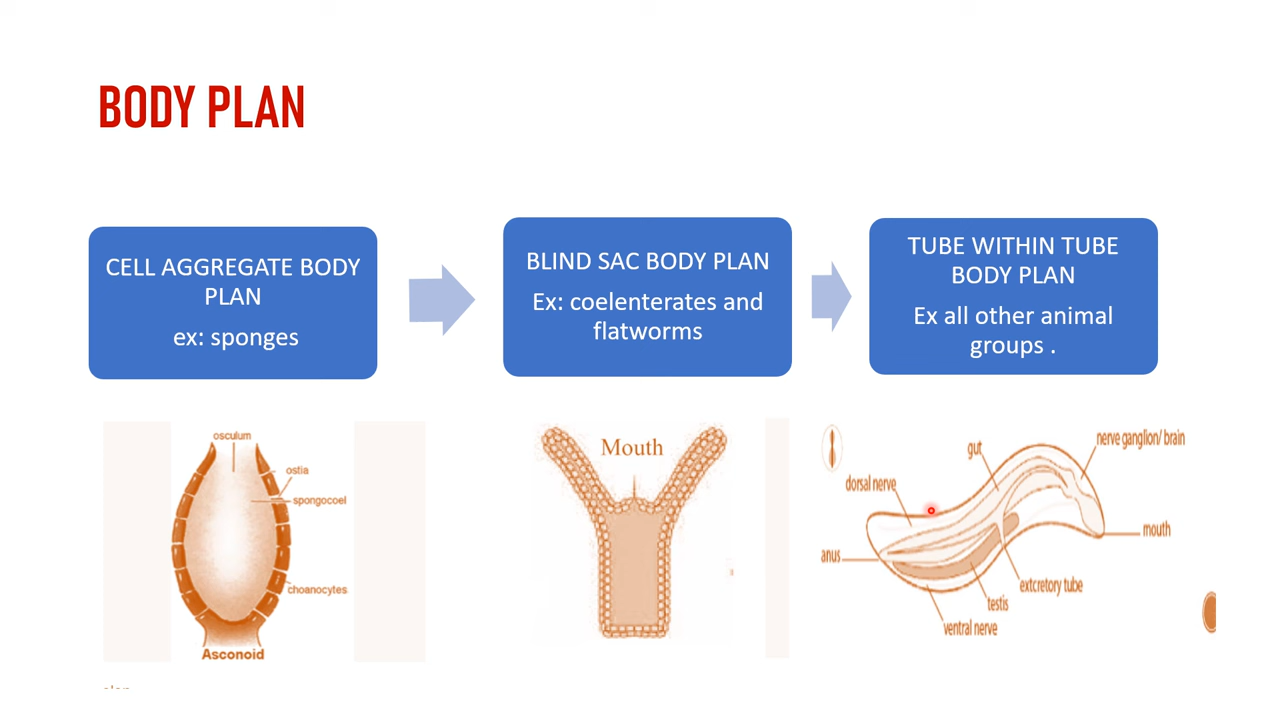 BODY PLAN
CELL AGGREGATE BODY
PLAN
ex: sponges
BLIND SAC BODY PLAN
Ex: coelenterates and
flatworms
TUBE WITHIN TUBE
BODY PLAN
Ex all other animal
groups .
osculum
ostia
spongocoel
choanocytes
Asconoid
Mouth
gut
nerve ganglion/ brain
dorsal nerve
mouth
anus
extcretory tube
testis
ventral nerve